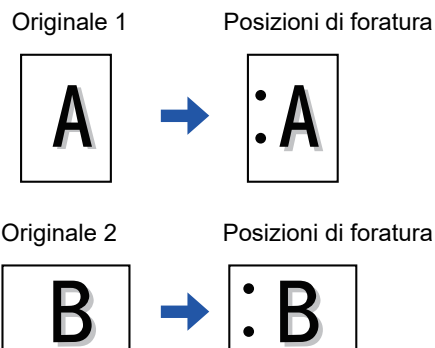 Originale 1 Posizioni di foratura
A A
Originale 2 Posizioni di foratura
B B